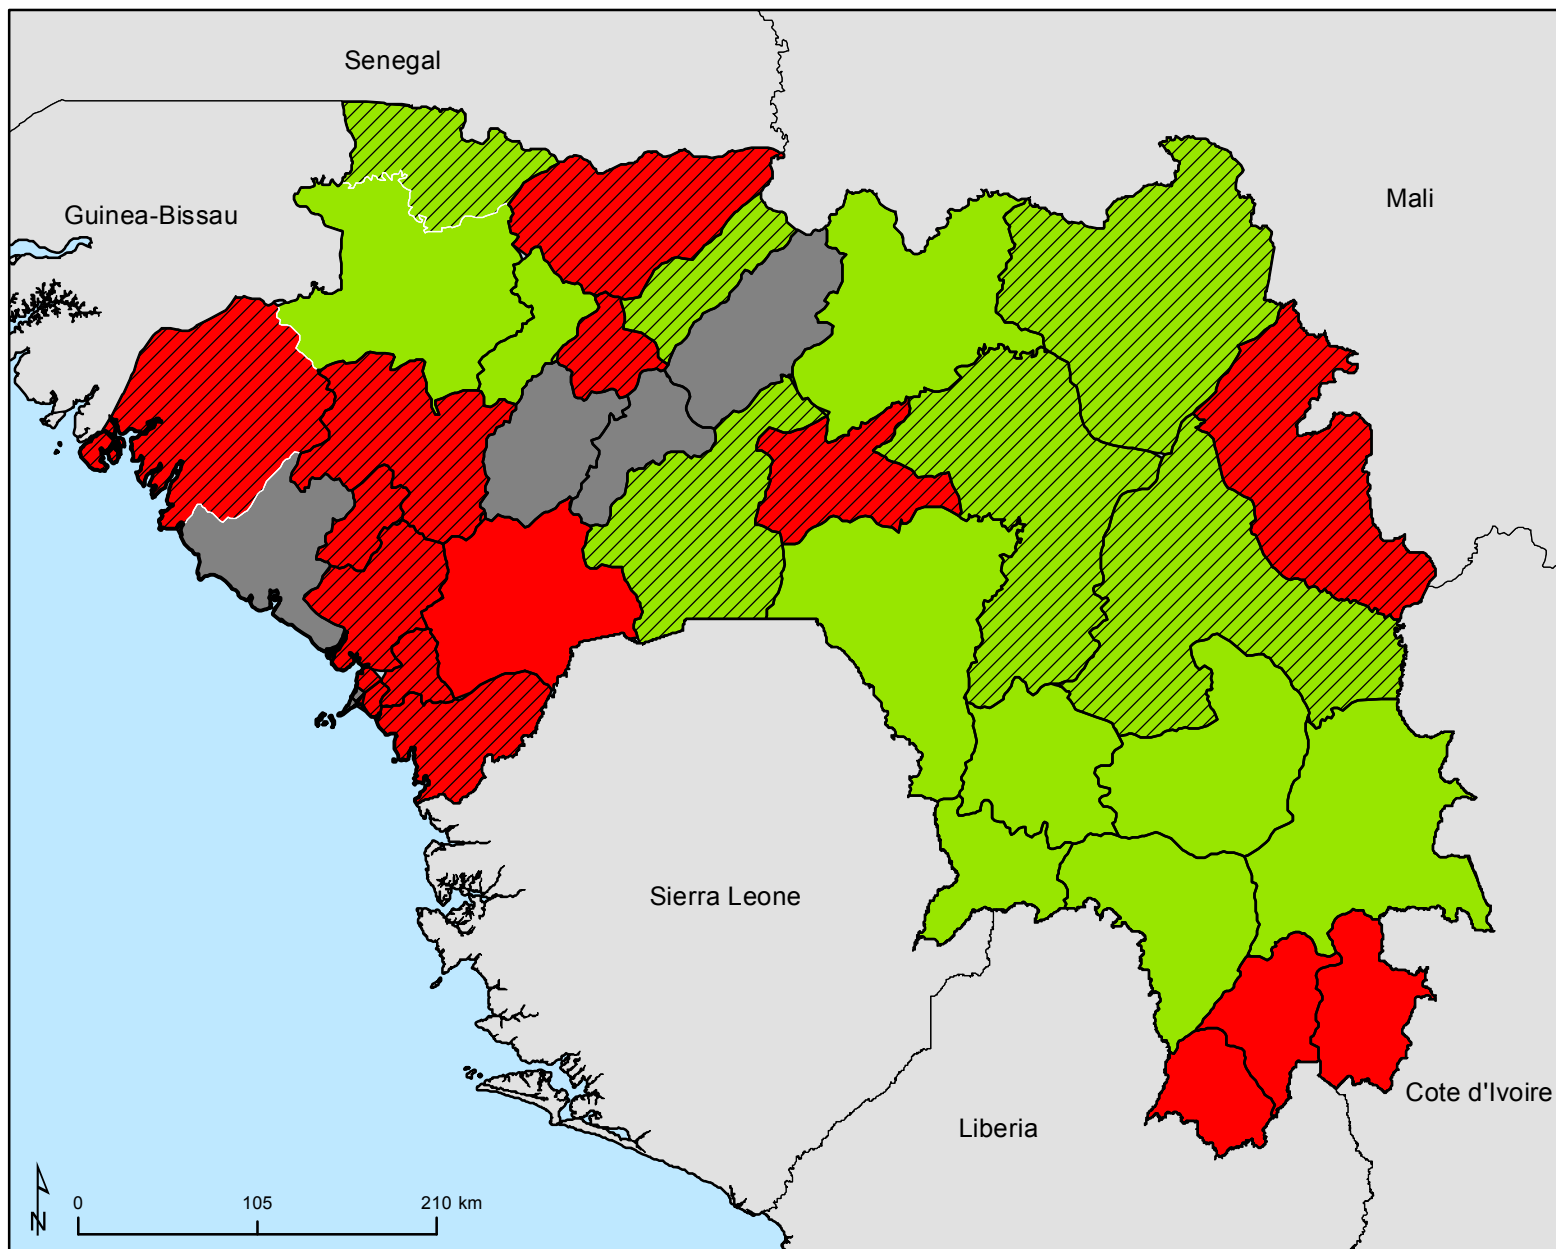 Senegal
Mali
Guinea-Bissau
Sierra Leone
Cote d'Ivoire
Liberia
N
0 105 210 km